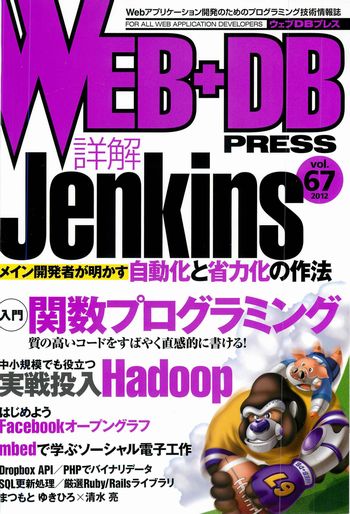 Webアプリケーション開発のためのプログラミング技術情報誌
FOR ALL WEB APPLICATION DEVELOPERS ウェブDBプレス
WEB+DB
PRESS
vol.
67
2012
詳解
Jenkins
メイン開発者が明かす自動化と省力化の作法
入門 関数プログラミング
質の高いコードをすばやく直感的に書ける!
中小規模でも役立つ
実戦投入Hadoop
はじめよう
Facebookオープングラフ
mbedで学ぶソーシャル電子工作
Dropbox API/PHPでバイナリデータ
SQL更新処理/厳選Ruby/Railsライブラリ
まつもと ゆきひろ×清水 亮
67